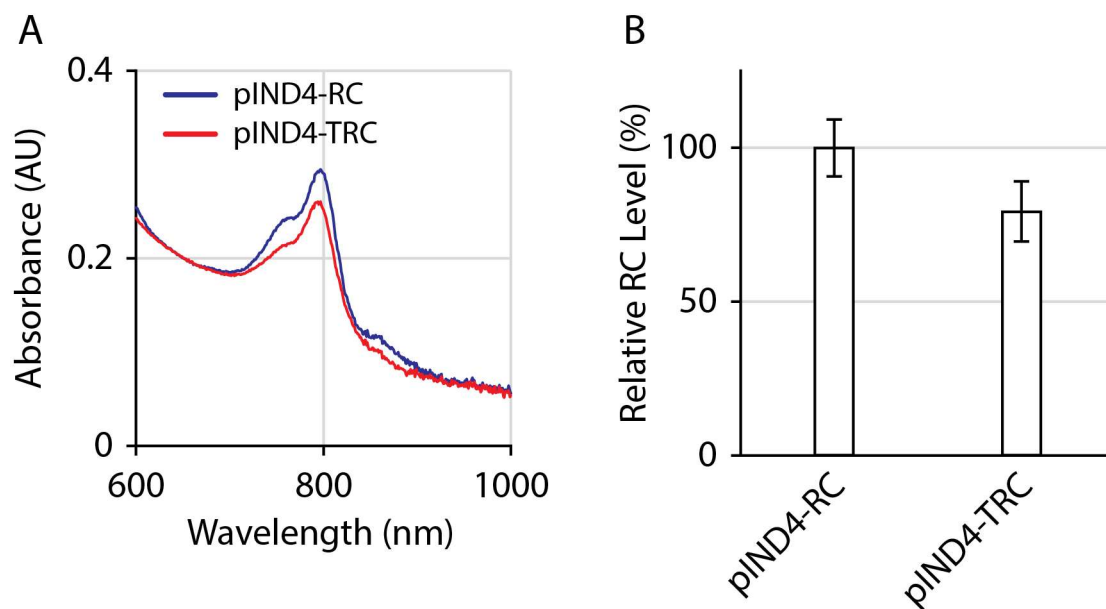 A
Absorbance (AU)
0.4
0.2
0
pIND4-RC
pIND4-TRC
600
800
1000
Wavelength (nm)
B
Relative RC Level (%)
100
50
0
pIND4-RC
pIND4-TRC